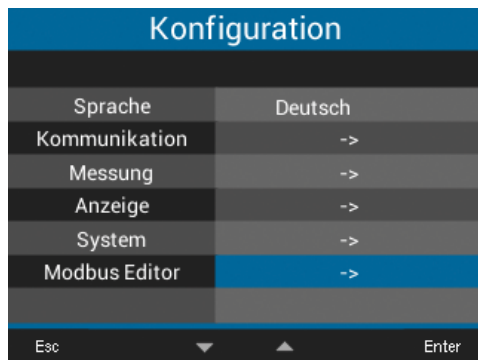 Konfiguration
Sprache Deutsch
Kommunikation ->
Messung ->
Anzeige ->
System ->
Modbus Editor ->
Esc Enter